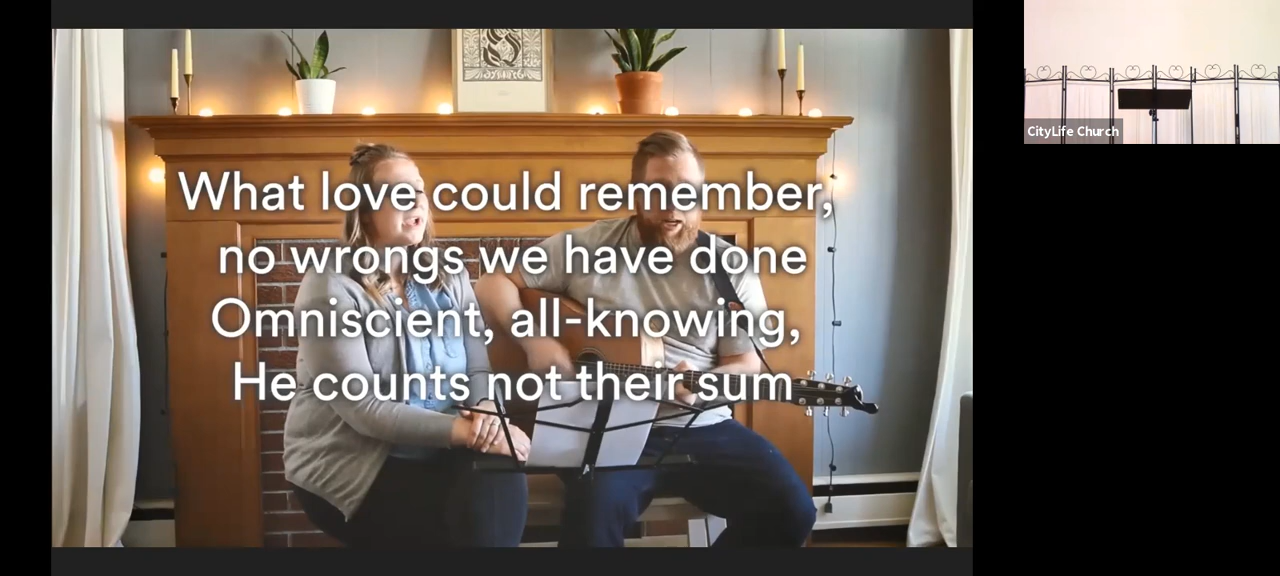 What love could remember,
no wrongs we have done
Omniscient, all-knowing,
He counts not their sum
CityLife Church